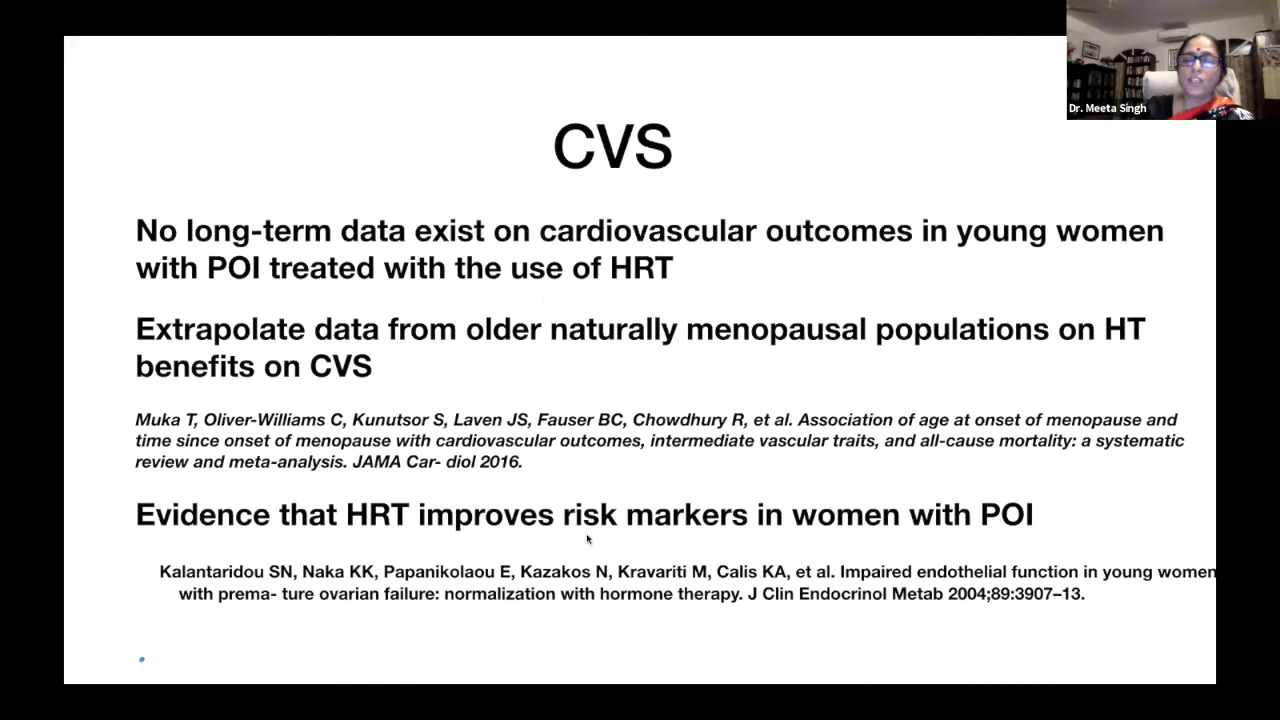 Dr. Meeta Singh
CVS
No long-term data exist on cardiovascular outcomes in young women
with POI treated with the use of HRT
Extrapolate data from older naturally menopausal populations on HT
benefits on CVS
Muka T, Oliver-Williams C, Kunutsor S, Laven JS, Fauser BC, Chowdhury R, et al. Association of age at onset of menopause and
time since onset of menopause with cardiovascular outcomes, intermediate vascular traits, and all-cause mortality: a systematic
review and meta-analysis. JAMA Car- diol 2016.
Evidence that HRT improves risk markers in women with POI
Kalantaridou SN, Naka KK, Papanikolaou E, Kazakos N, Kravariti M, Calis KA, et al. Impaired endothelial function in young women
with prema- ture ovarian failure: normalization with hormone therapy. J Clin Endocrinol Metab 2004;89:3907–13.